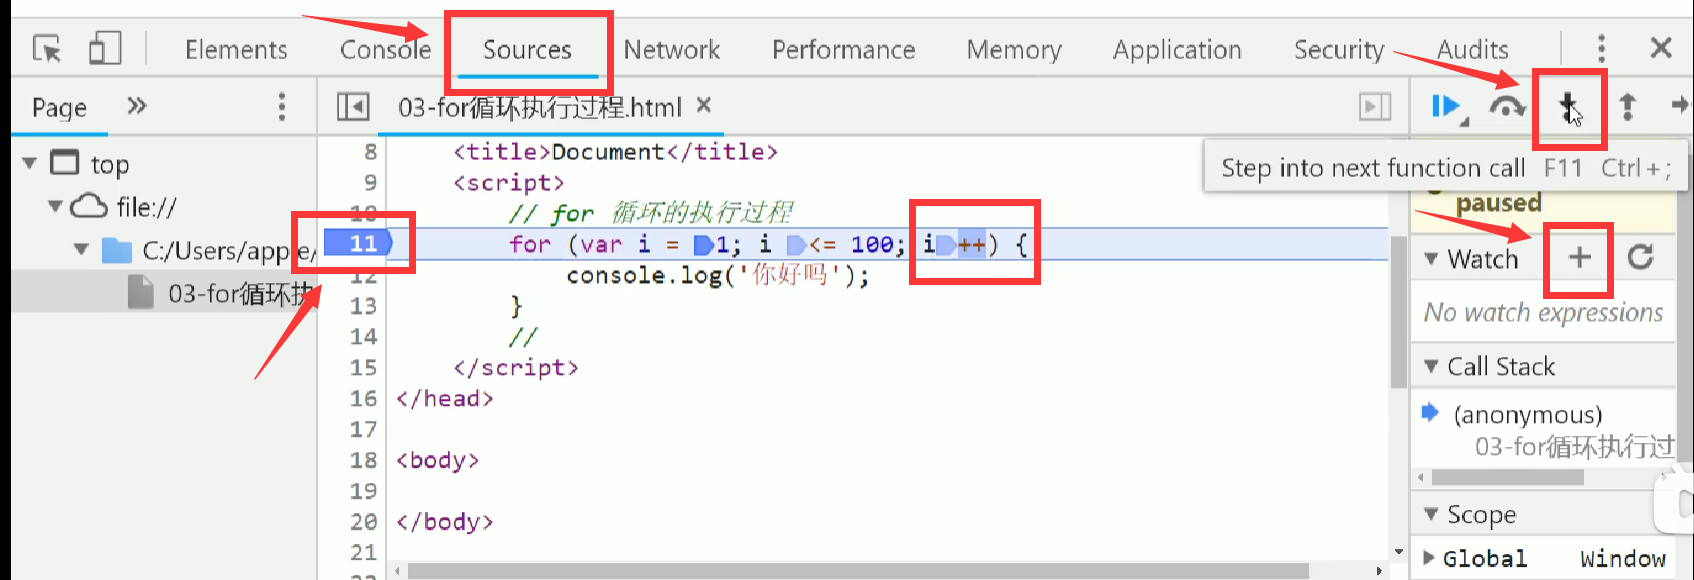 Elements Console Sources Network Performance Memory Application Security Audits
Page
03-for循环执行过程.html
Step into next function call F11 Ctrl+;
paused
top
file://
C:/Users/apple/
03-for循环执
8 <title>Document</title>
9 <script>
10 // for 循环的执行过程
11 for (var i = 1; i <= 100; i ++) {
12 console.log('你好吗');
13 }
14 //
15 </script>
16 </head>
17
18 <body>
19
20 </body>
21
Watch
No watch expressions
Call Stack
(anonymous)
03-for循环执行过
Scope
Global Window